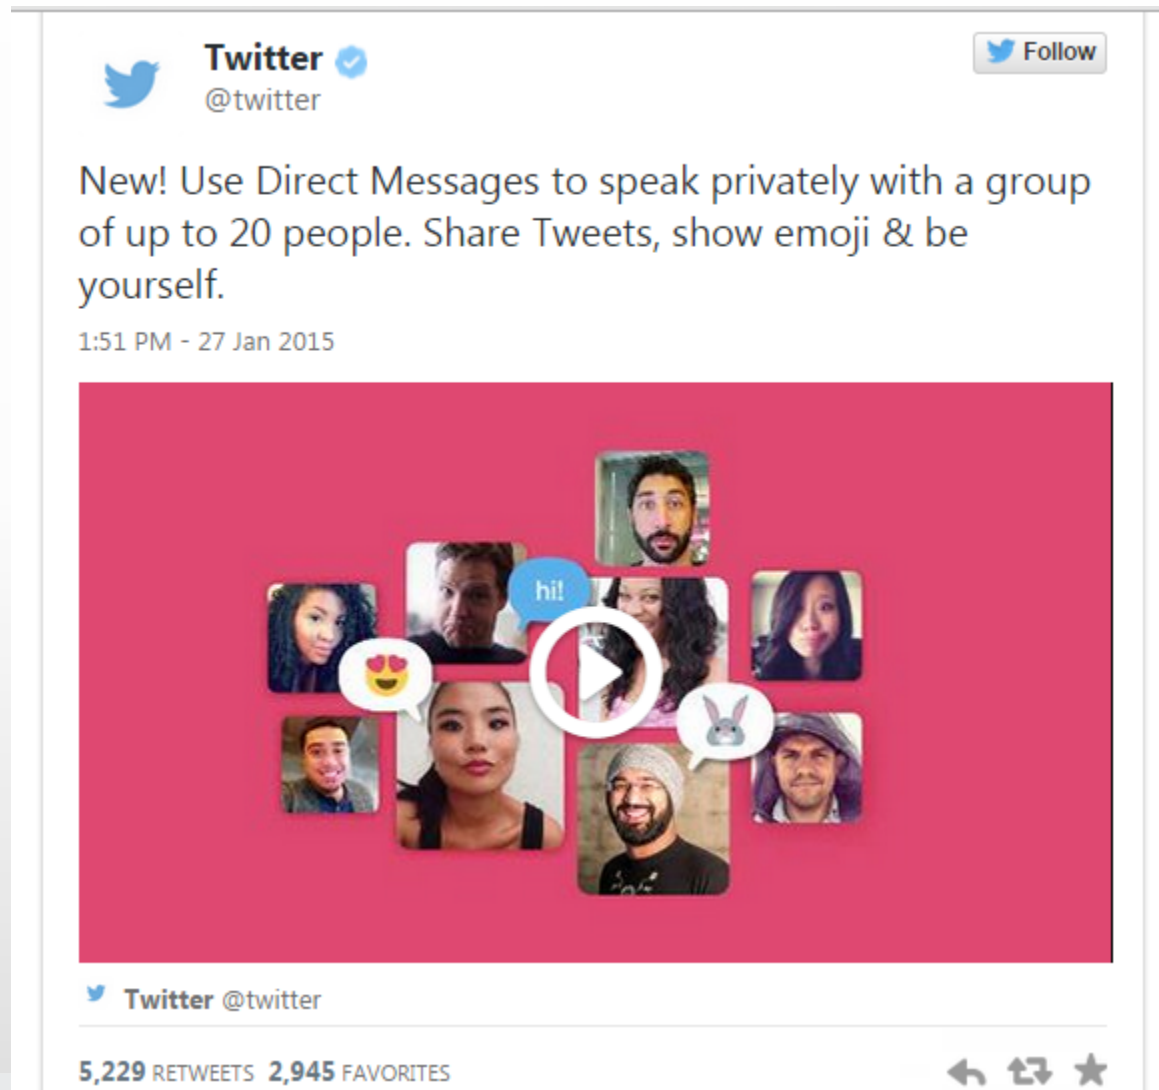 Twitter
Follow
@twitter
New! Use Direct Messages to speak privately with a group
of up to 20 people. Share Tweets, show emoji & be
yourself.
1:51 PM - 27 Jan 2015
hi!
Twitter @twitter
5,229 RETWEETS 2,945 FAVORITES